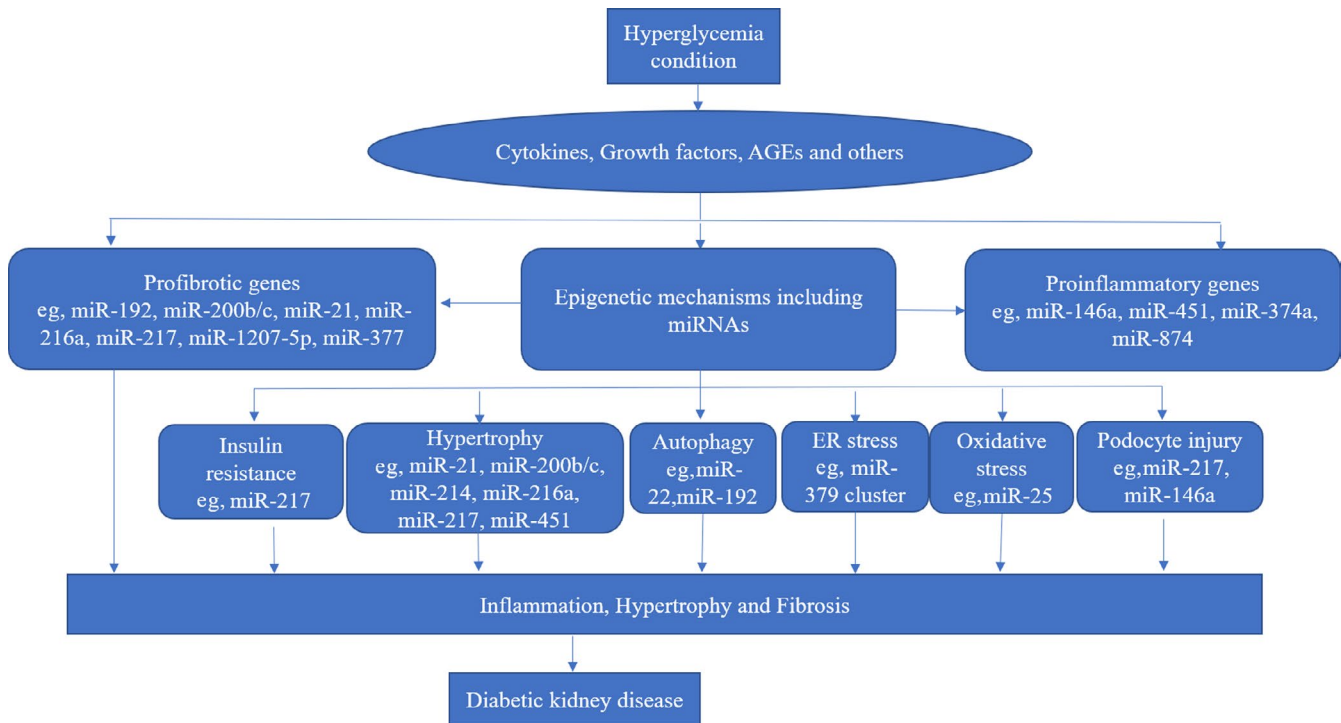 Hyperglycemia
condition
Cytokines, Growth factors, AGEs and others
Profibrotic genes
eg, miR-192, miR-200b/c, miR-21, miR-
216a, miR-217, miR-1207-5p, miR-377
Epigenetic mechanisms including
miRNAs
Proinflammatory genes
eg, miR-146a, miR-451, miR-374a,
miR-874
Insulin
resistance
eg, miR-217
Hypertrophy
eg, miR-21, miR-200b/c,
miR-214, miR-216a,
miR-217, miR-451
Autophagy
eg,miR-
22,miR-192
ER stress
eg, miR-
379 cluster
Oxidative
stress
eg,miR-25
Podocyte injury
eg,miR-217,
miR-146a
Inflammation, Hypertrophy and Fibrosis
Diabetic kidney disease